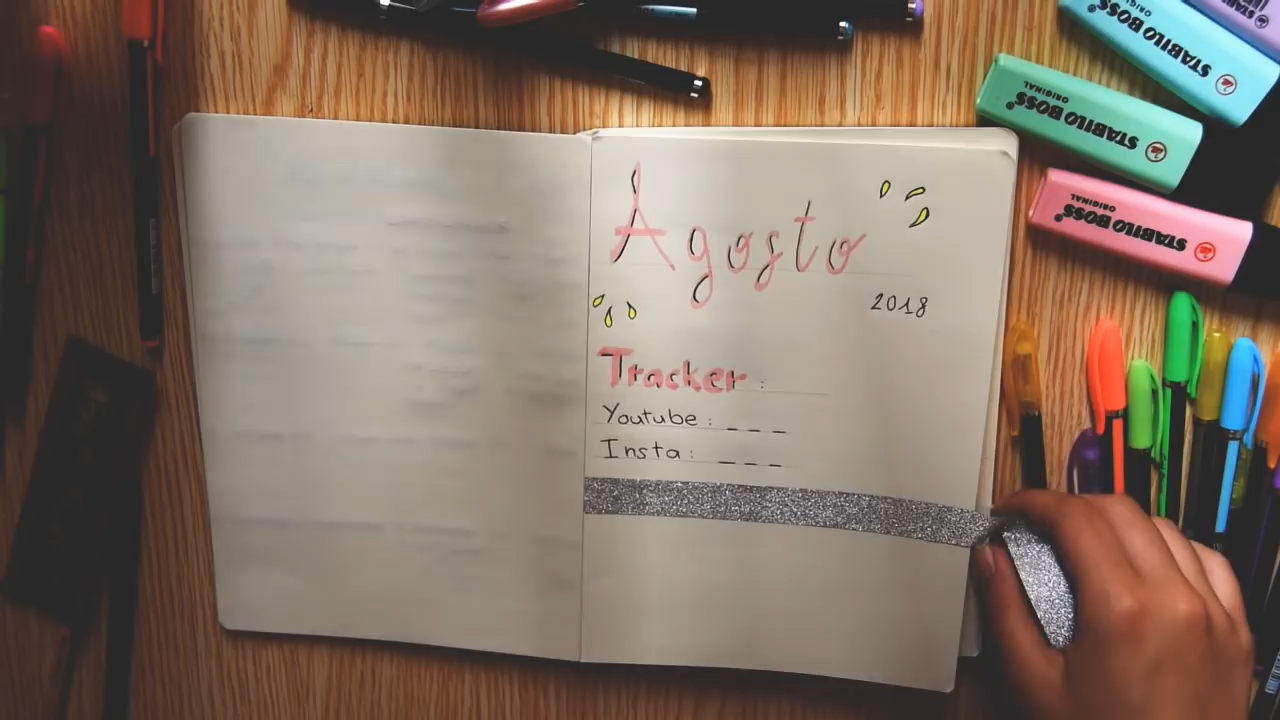 Agosto
2018
Tracker :
Youtube : _ _ _
Insta : _ _ _
STABILO BOSS
ORIGINAL
STABILO BOSS
ORIGINAL
STABILO BOSS
ORIGINAL